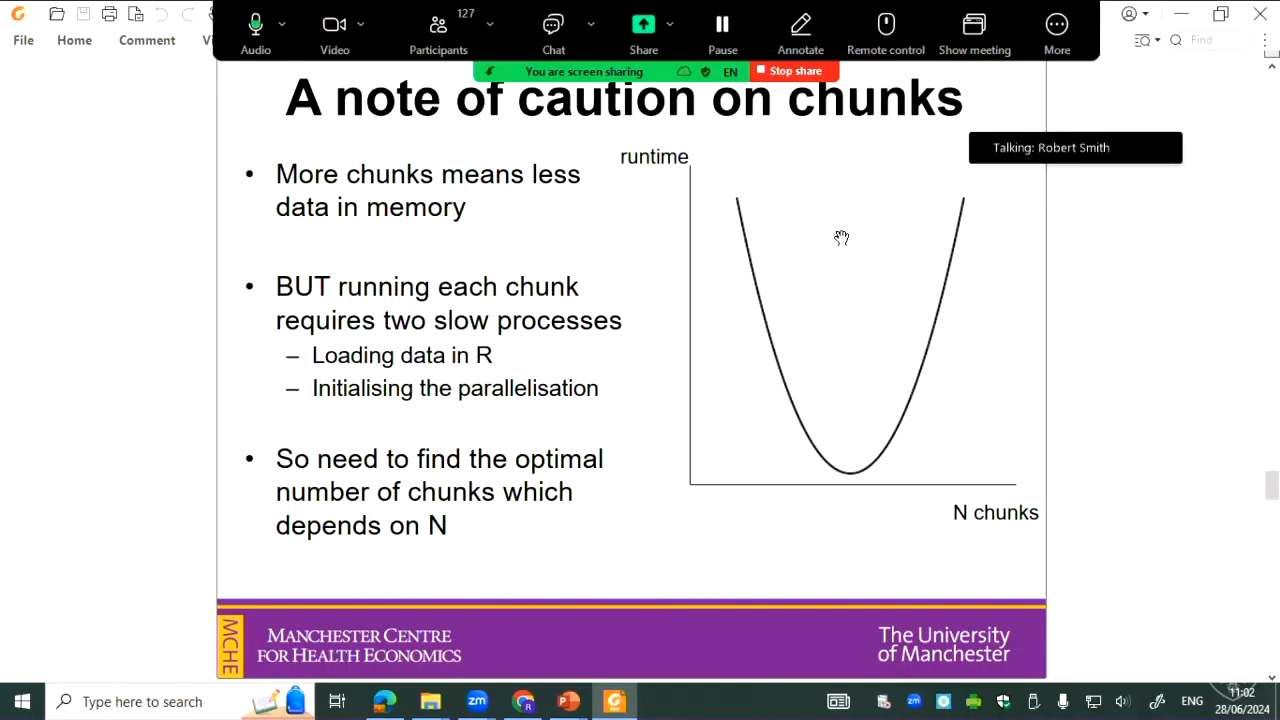 127
Audio
Video
Participants
Chat
Share
Pause
Annotate
Remote control
Show meeting
More
File
Home
Comment
Vi
Find
You are screen sharing
EN
Stop share
Talking: Robert Smith
A note of caution on chunks
• More chunks means less
data in memory
• BUT running each chunk
requires two slow processes
– Loading data in R
– Initialising the parallelisation
• So need to find the optimal
number of chunks which
depends on N
runtime
N chunks
MCHE
MANCHESTER CENTRE
FOR HEALTH ECONOMICS
The University
of Manchester
Type here to search
zm
R
P
zm
ENG
11:02
28/06/2024